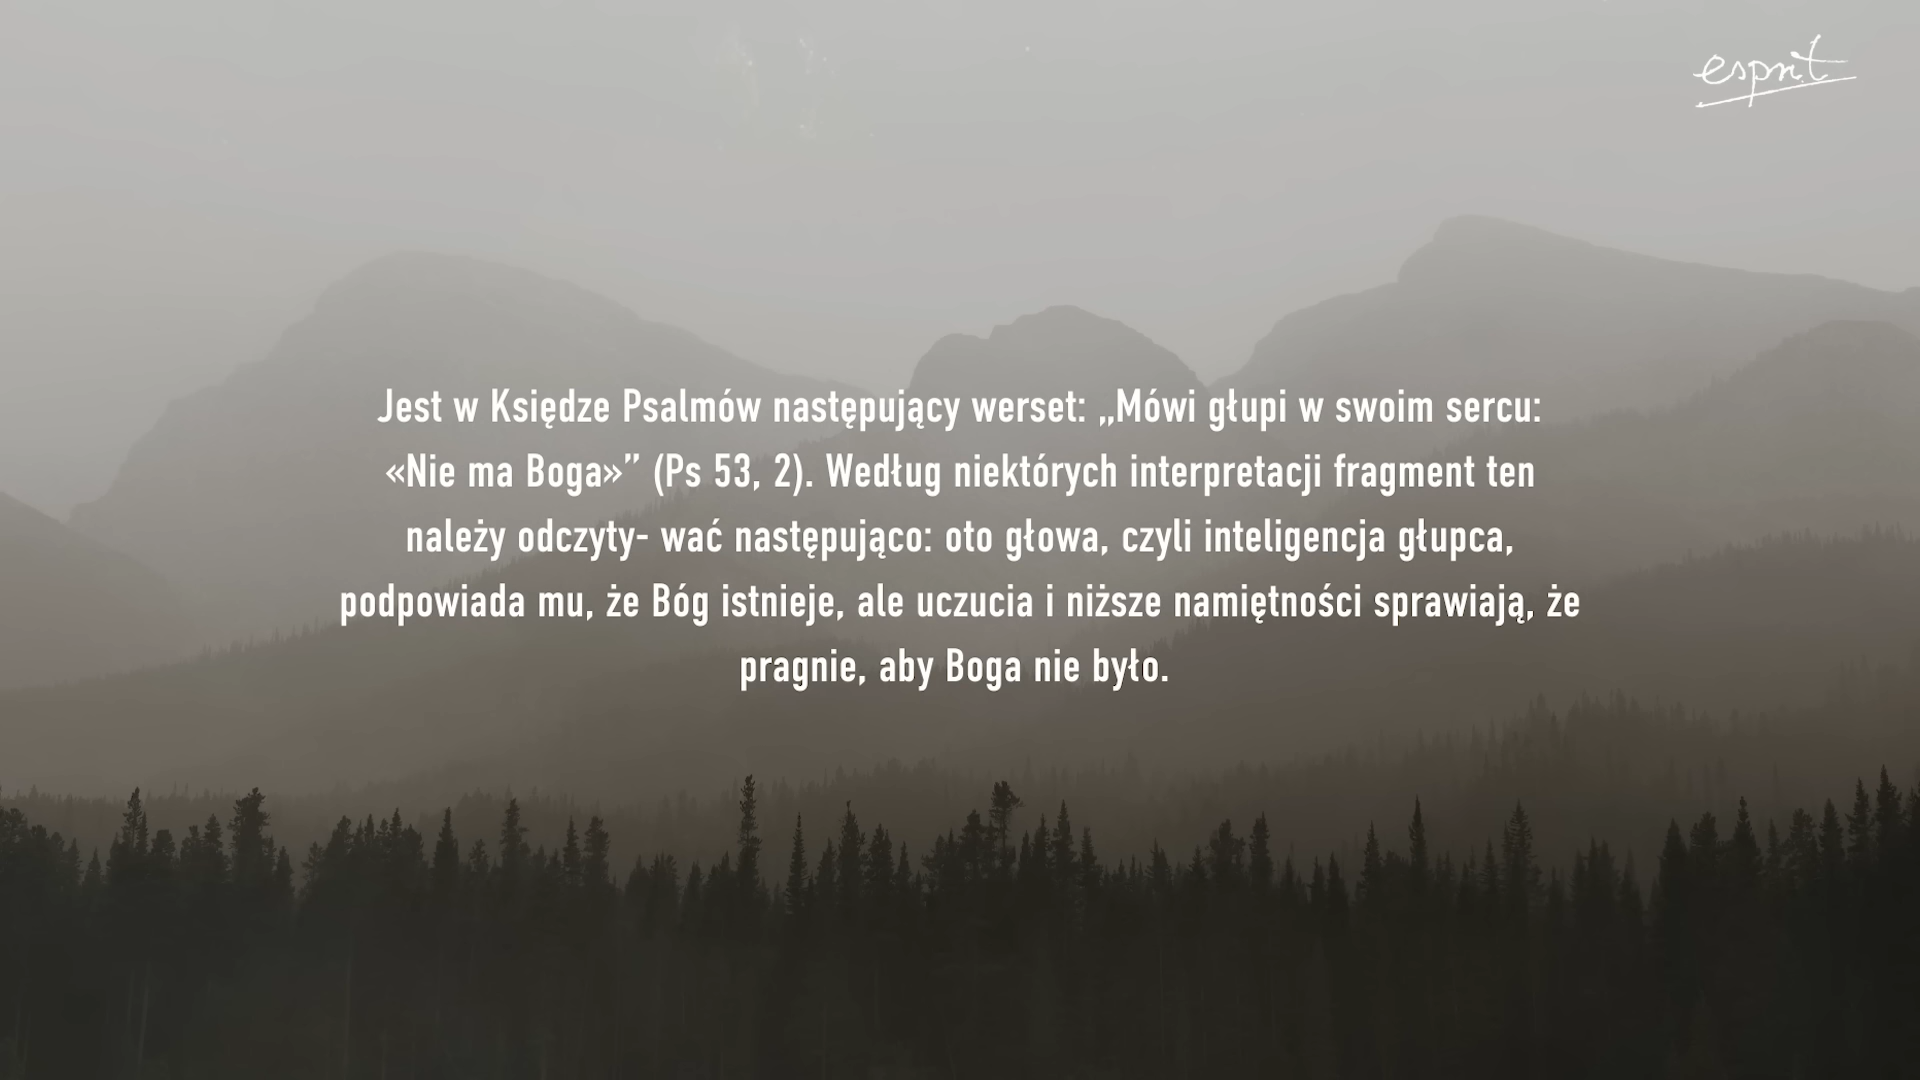 esprit
Jest w Księdze Psalmów następujący werset: „Mówi głupi w swoim sercu:
«Nie ma Boga»” (Ps 53, 2). Według niektórych interpretacji fragment ten
należy odczyty- wać następująco: oto głowa, czyli inteligencja głupca,
podpowiada mu, że Bóg istnieje, ale uczucia i niższe namiętności sprawiają, że
pragnie, aby Boga nie było.